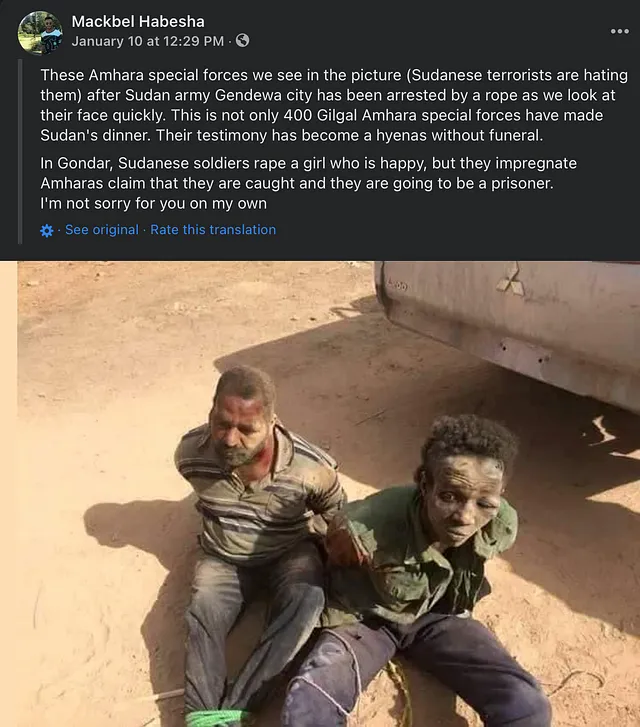 Mackbel Habesha
January 10 at 12:29 PM ·
These Amhara special forces we see in the picture (Sudanese terrorists are hating
them) after Sudan army Gendewa city has been arrested by a rope as we look at
their face quickly. This is not only 400 Gilgal Amhara special forces have made
Sudan's dinner. Their testimony has become a hyenas without funeral.
In Gondar, Sudanese soldiers rape a girl who is happy, but they impregnate
Amharas claim that they are caught and they are going to be a prisoner.
I'm not sorry for you on my own
· See original · Rate this translation